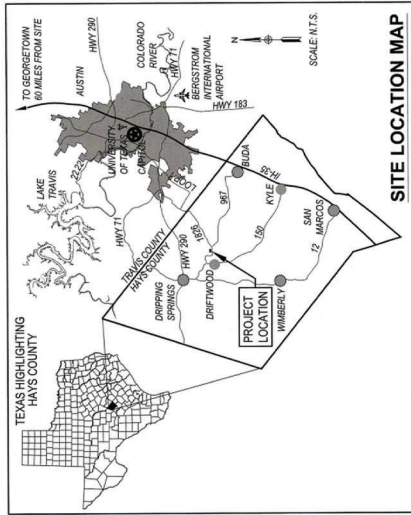 TEXAS HIGHLIGHTING
HAYS COUNTY
TO GEORGETOWN
60 MILES FROM SITE
LAKE
TRAVIS
2222
AUSTIN
HWY 290
UNIVERSITY
OF TEXAS
CAPITOL
COLORADO
RIVER
HWY 71
BERGSTROM
INTERNATIONAL
AIRPORT
HWY 183
HWY 71
TRAVIS COUNTY
HAYS COUNTY
HWY 290
1826
DRIPPING
SPRINGS
DRIFTWOOD
967
BUDA
PROJECT
LOCATION
150
KYLE
IH-35
WIMBERLY
12
SAN
MARCOS
N
SCALE: N.T.S.
SITE LOCATION MAP